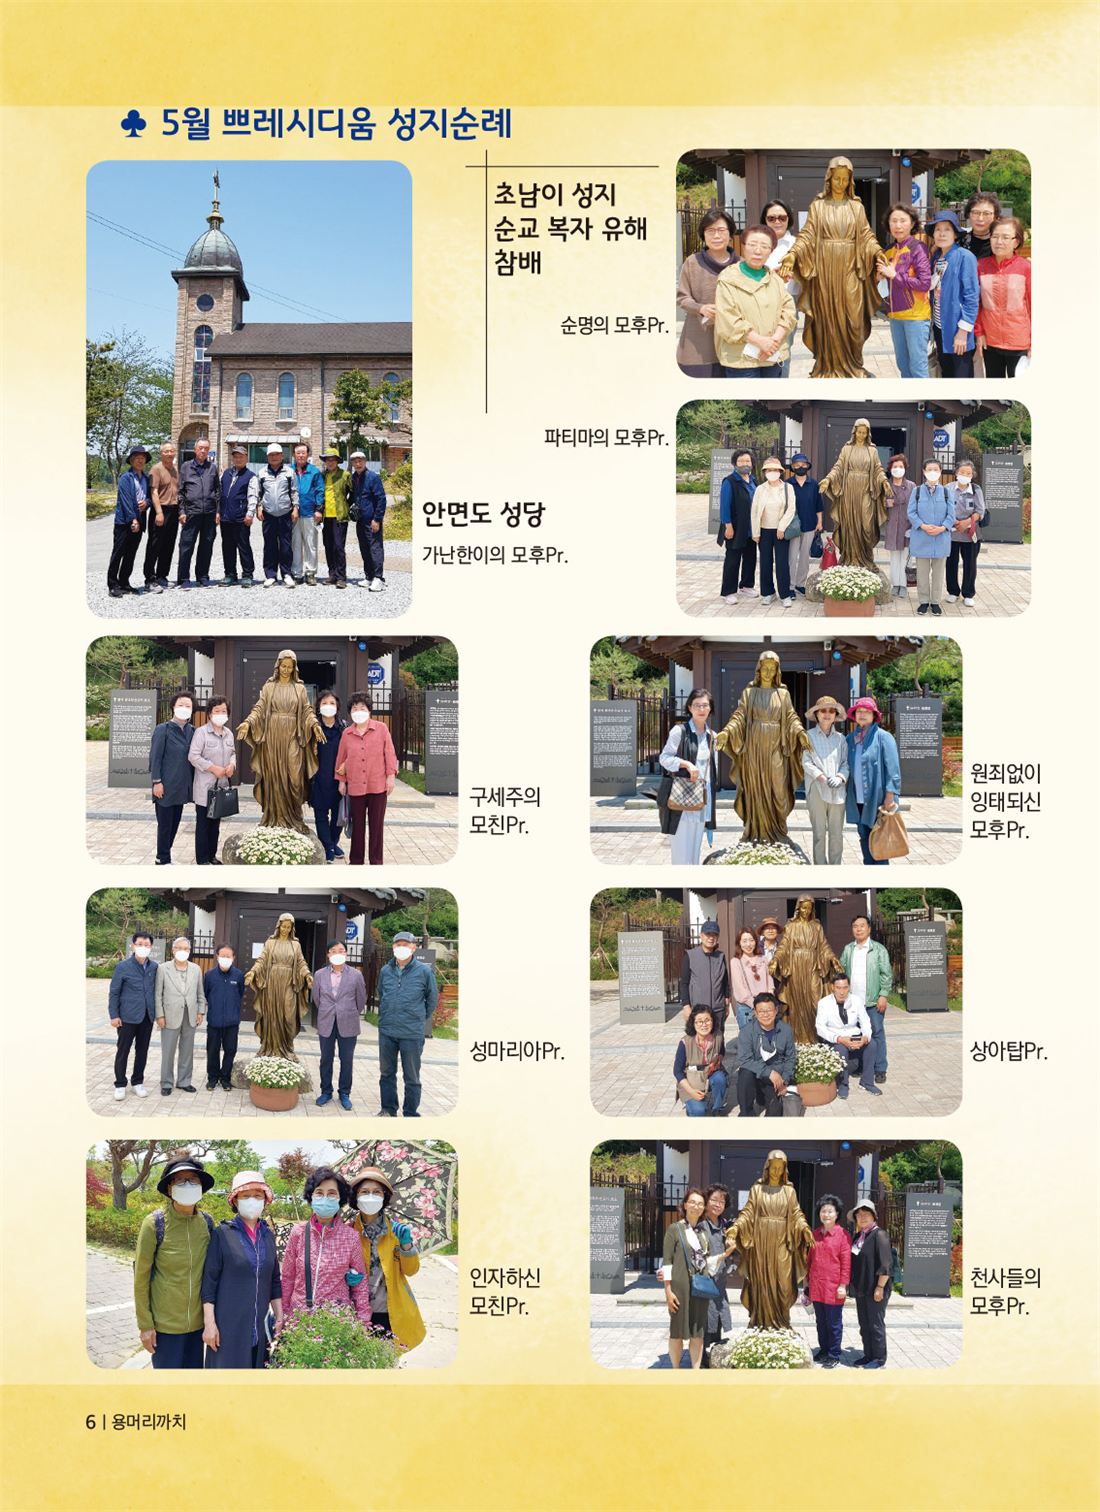 ♣ 5월 쁘레시디움 성지순례
초남이 성지
순교 복자 유해
참배
순명의 모후Pr.
파티마의 모후Pr.
안면도 성당
가난한이의 모후Pr.
구세주의
모친Pr.
원죄없이
잉태되신
모후Pr.
성마리아Pr.
상아탑Pr.
인자하신
모친Pr.
천사들의
모후Pr.
6 | 용머리까치
ADT
ADT
ADT